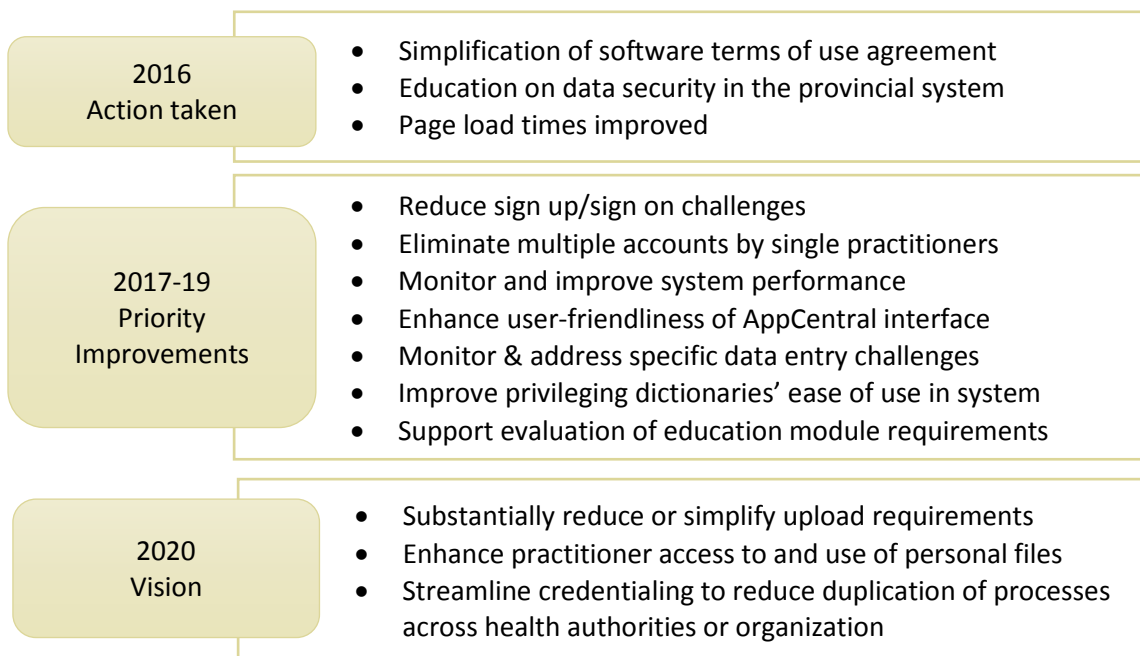 2016
Action taken
• Simplification of software terms of use agreement
• Education on data security in the provincial system
• Page load times improved
2017-19
Priority
Improvements
• Reduce sign up/sign on challenges
• Eliminate multiple accounts by single practitioners
• Monitor and improve system performance
• Enhance user-friendliness of AppCentral interface
• Monitor & address specific data entry challenges
• Improve privileging dictionaries’ ease of use in system
• Support evaluation of education module requirements
2020
Vision
• Substantially reduce or simplify upload requirements
• Enhance practitioner access to and use of personal files
• Streamline credentialing to reduce duplication of processes
across health authorities or organization